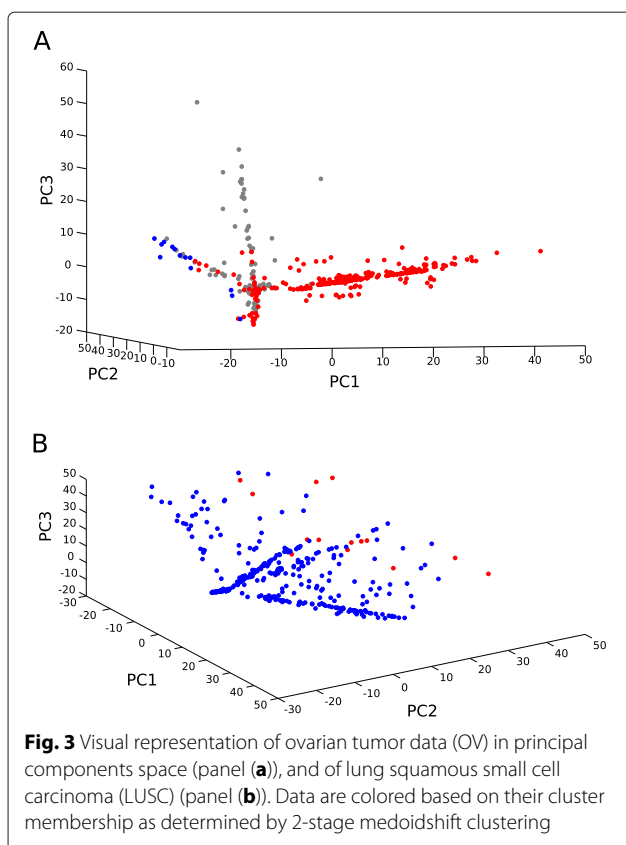 A
60
50
40
30
20
10
0
-10
-20
PC3
50 40 30 20 10 0 -10
PC2
-20 -10 0 10 20 30 40 50
PC1
B
50
40
30
20
10
0
-10
-20
PC3
-30 -20 -10 0 10 20 30 40 50
PC1
-30 -20 -10 0 10 20 30 40 50
PC2
Fig. 3 Visual representation of ovarian tumor data (OV) in principal
components space (panel (a)), and of lung squamous small cell
carcinoma (LUSC) (panel (b)). Data are colored based on their cluster
membership as determined by 2-stage medoidshift clustering